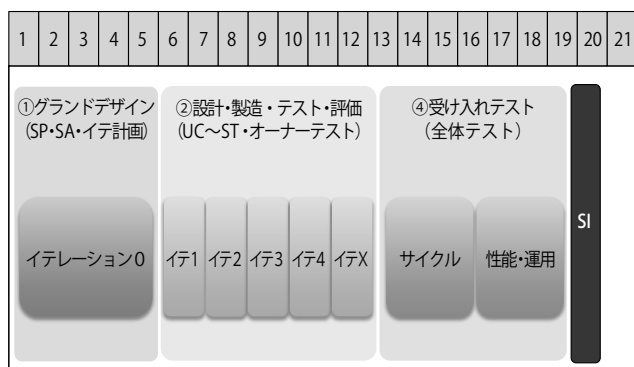 1 2 3 4 5 6 7 8 9 10 11 12 13 14 15 16 17 18 19 20 21
①グランドデザイン
(SP・SA・イテ計画)
②設計・製造・テスト・評価
(UC〜ST・オーナーテスト)
④受け入れテスト
(全体テスト)
イテレーション0
イテ1
イテ2
イテ3
イテ4
イテX
サイクル
性能・運用
SI